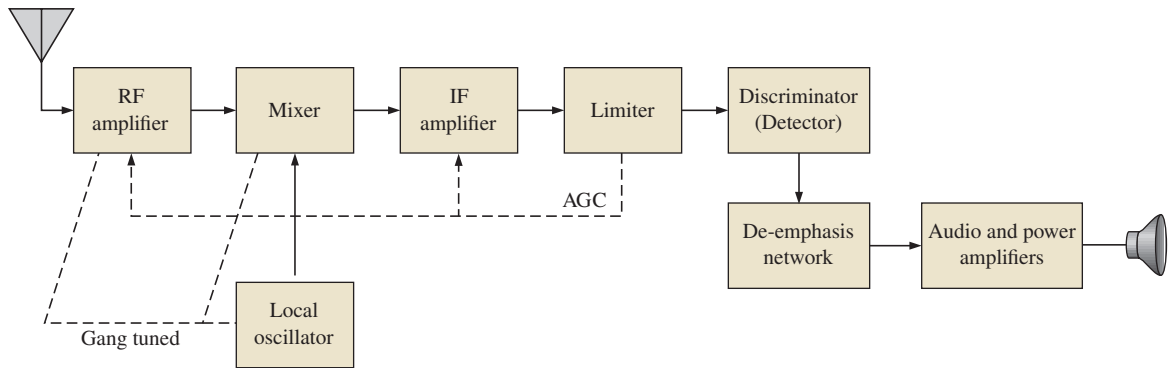 RF
amplifier
Mixer
IF
amplifier
Limiter
Discriminator
(Detector)
AGC
De-emphasis
network
Audio and power
amplifiers
Local
oscillator
Gang tuned